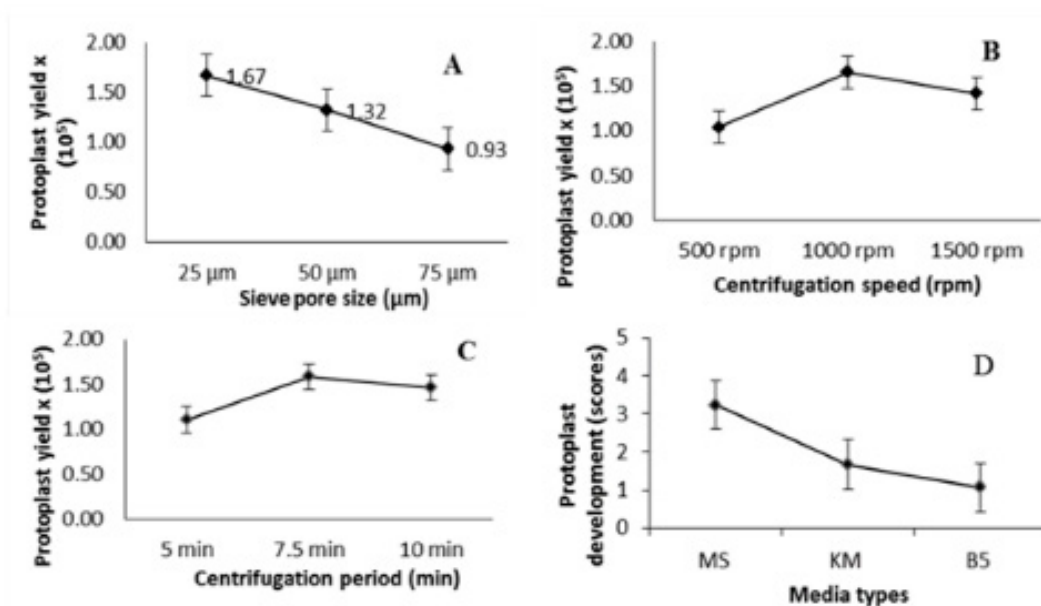 A
Protoplast yield x
(10⁵)
2.00
1.50
1.00
0.50
0.00
1.67
1.32
0.93
25 µm
50 µm
75 µm
Sieve pore size (µm)
B
Protoplast yield x (10⁵)
2.00
1.50
1.00
0.50
0.00
500 rpm
1000 rpm
1500 rpm
Centrifugation speed (rpm)
C
Protoplast yield x (10⁵)
2.00
1.50
1.00
0.50
0.00
5 min
7.5 min
10 min
Centrifugation period (min)
D
Protoplast
development (scores)
5
4
3
2
1
0
MS
KM
B5
Media types